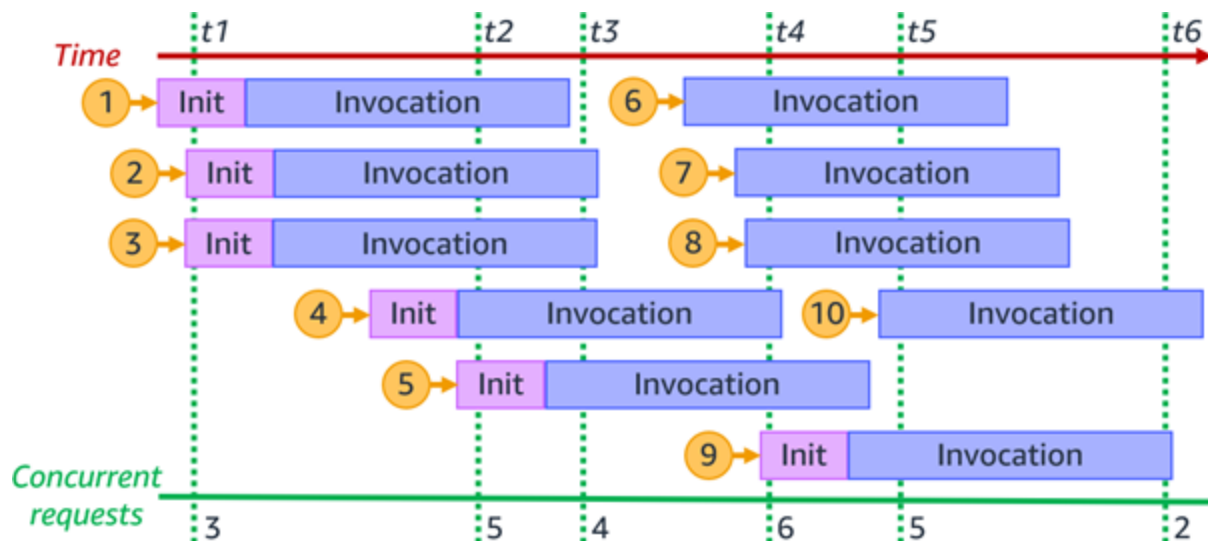 t1 t2 t3 t4 t5 t6
Time
1 Init Invocation 6 Invocation
2 Init Invocation 7 Invocation
3 Init Invocation 8 Invocation
4 Init Invocation 10 Invocation
5 Init Invocation
9 Init Invocation
Concurrent
requests
3 5 4 6 5 2